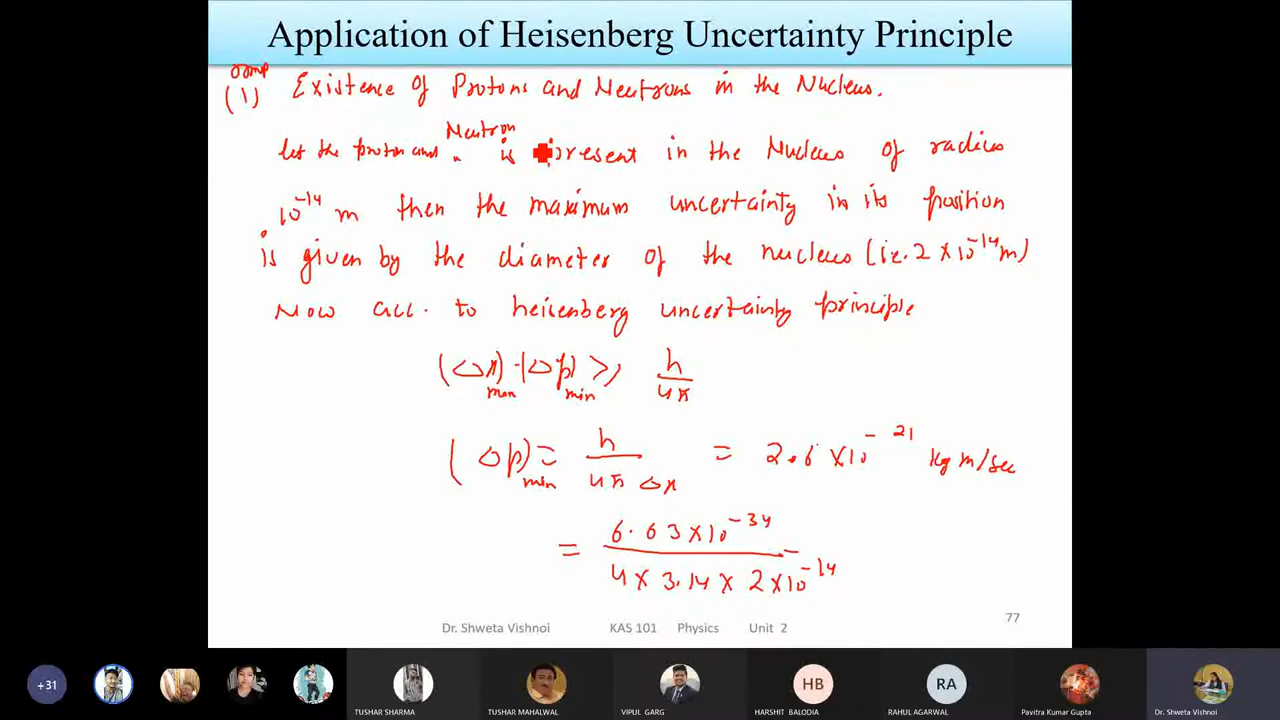 Application of Heisenberg Uncertainty Principle
(1) Existence of Protons and Neutrons in the Nucleus.
Neutron
let the proton and " is present in the Nucleus of radius
10⁻¹⁴ m then the maximum uncertainty in its position
is given by the diameter of the nucleus (i.e. 2 × 10⁻¹⁴ m)
Now acc. to heisenberg uncertainty principle
(Δx)max · (Δp)min ≥ h/4π
(Δp)min = h/4πΔx = 2.6 × 10⁻²¹ kg m/sec
= 6.63 × 10⁻³⁴ / 4 × 3.14 × 2 × 10⁻¹⁴
77
Dr. Shweta Vishnoi KAS 101 Physics Unit 2
+31 HB RA
TUSHAR SHARMA TUSHAR MAHALWAL VIPUL GARG HARSHIT BALODIA RAHUL AGARWAL Pavitra Kumar Gupta Dr. Shweta Vishnoi